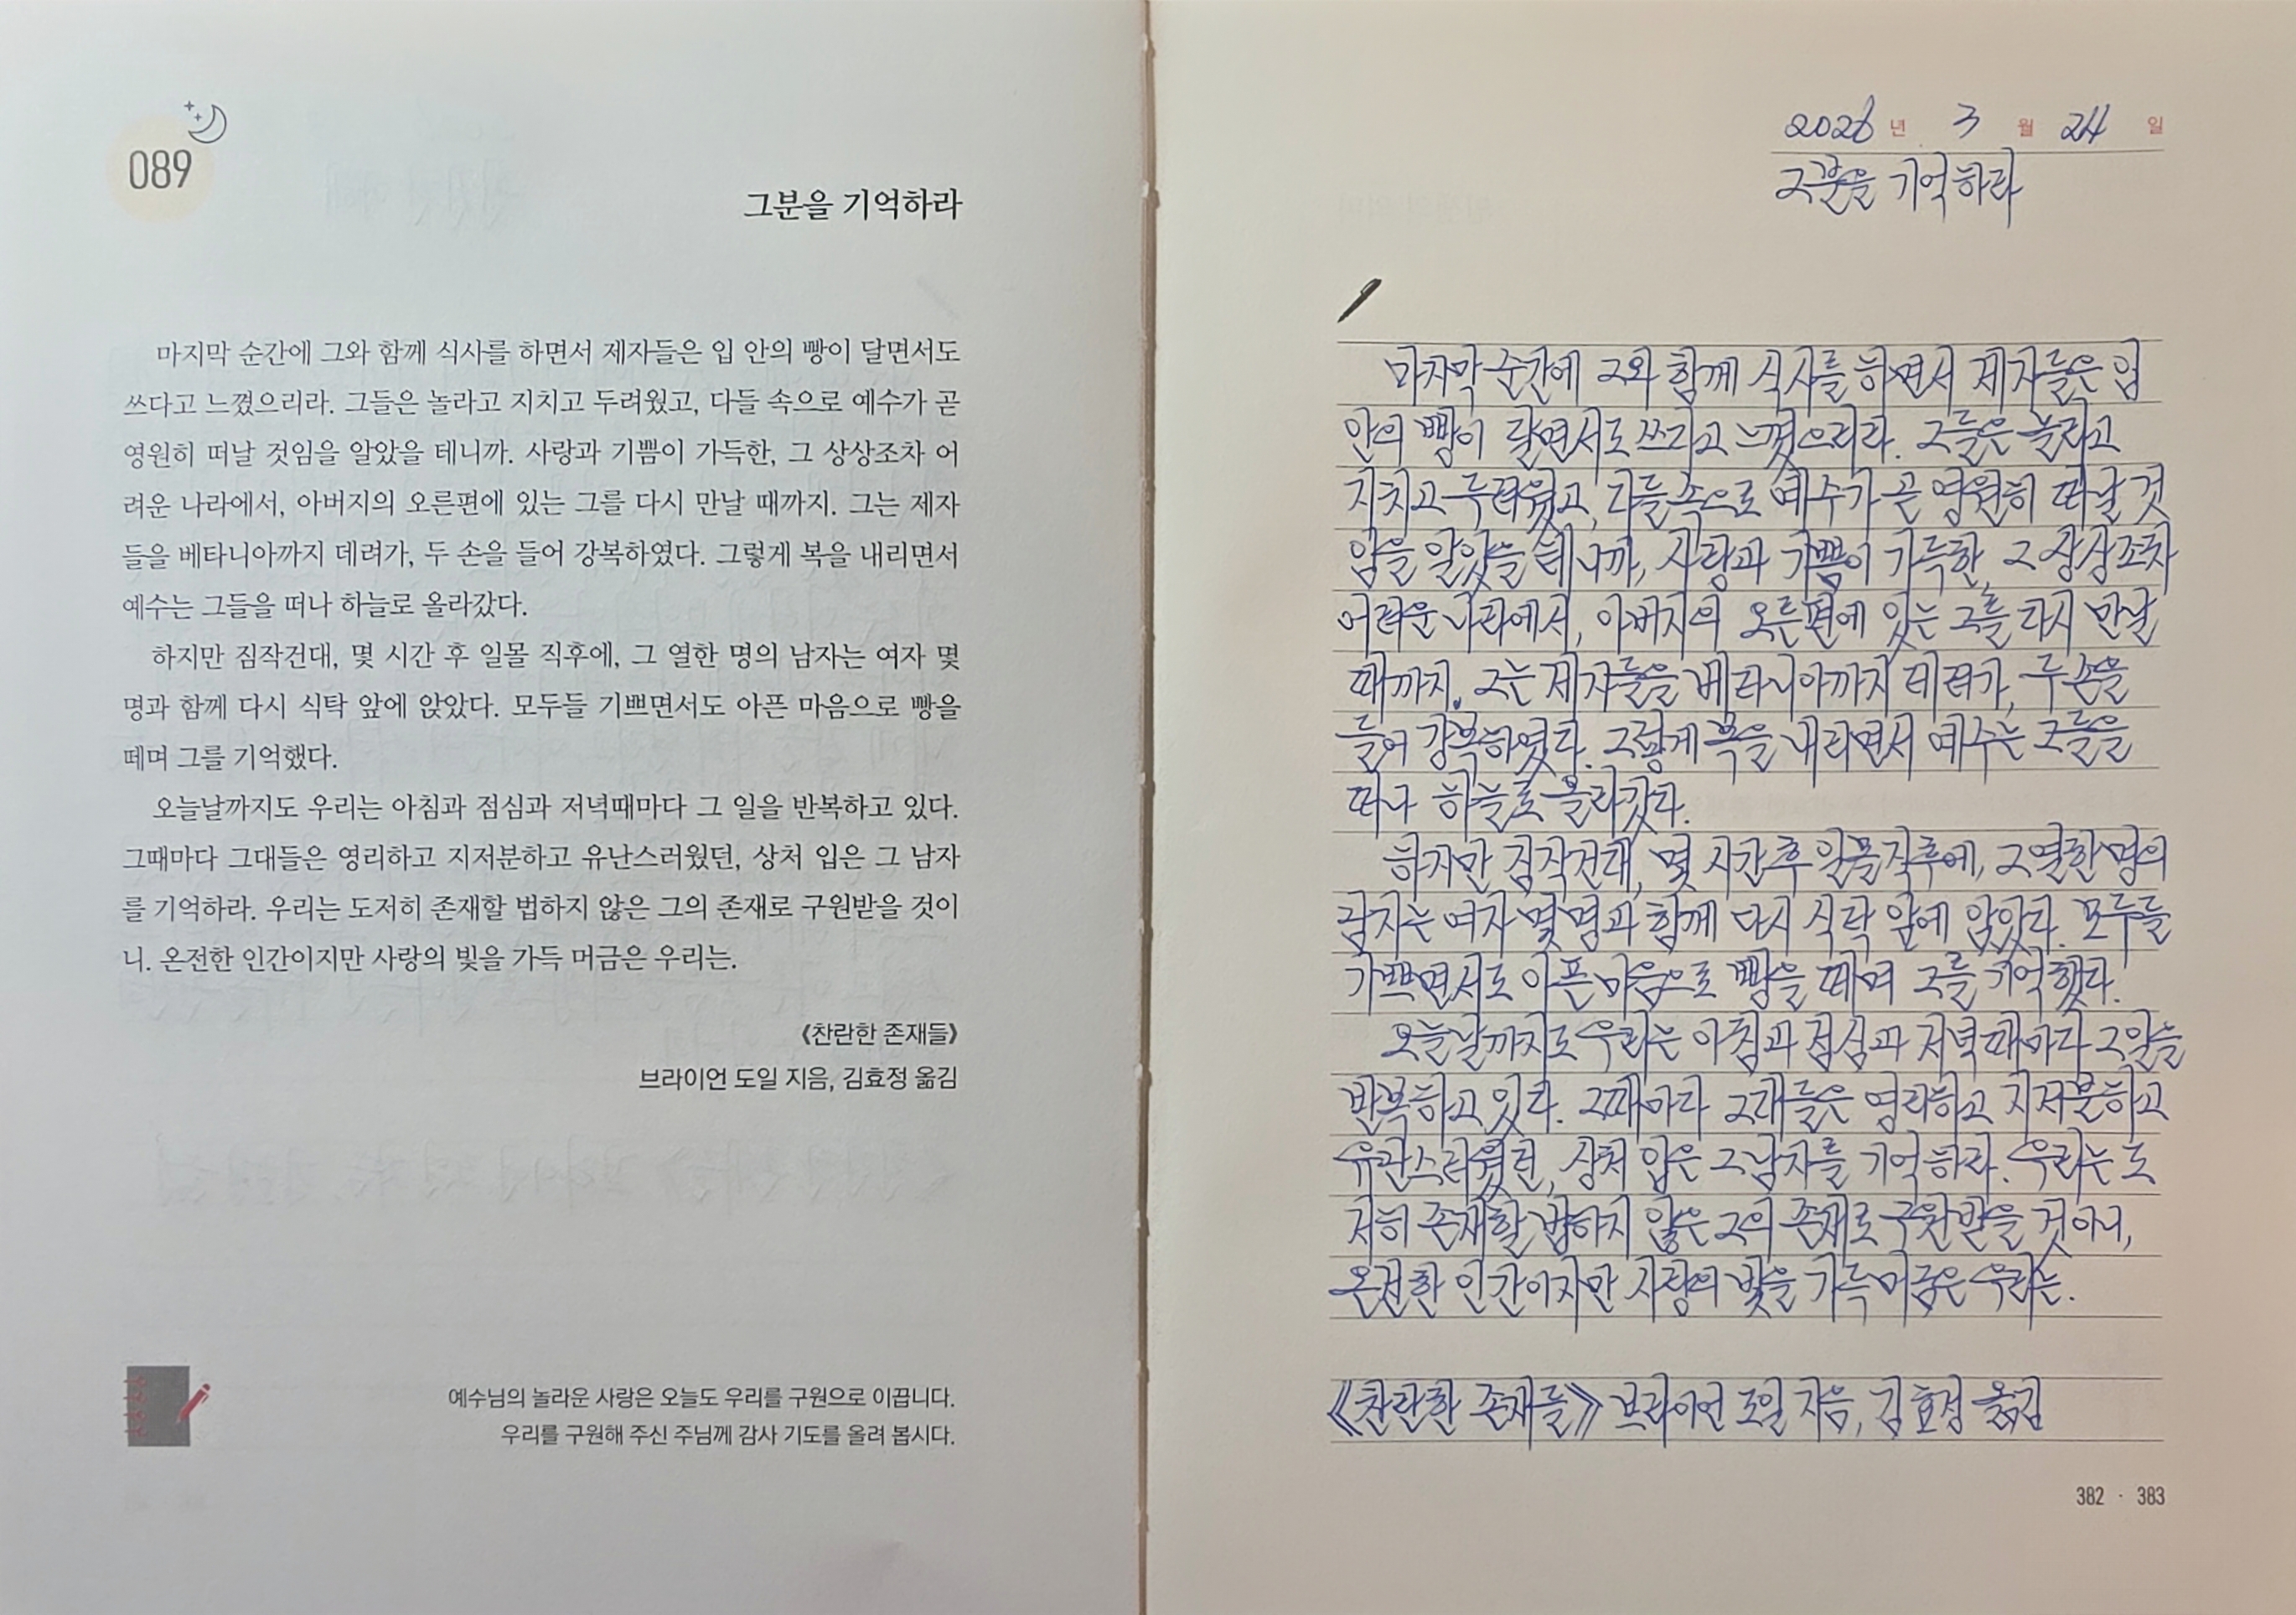 089
그분을 기억하라
마지막 순간에 그와 함께 식사를 하면서 제자들은 입 안의 빵이 달면서도
쓰다고 느꼈으리라. 그들은 놀라고 지치고 두려웠고, 다들 속으로 예수가 곧
영원히 떠날 것임을 알았을 테니까. 사랑과 기쁨이 가득한, 그 상상조차 어
려운 나라에서, 아버지의 오른편에 있는 그를 다시 만날 때까지. 그는 제자
들을 베타니아까지 데려가, 두 손을 들어 강복하였다. 그렇게 복을 내리면서
예수는 그들을 떠나 하늘로 올라갔다.
하지만 짐작건대, 몇 시간 후 일몰 직후에, 그 열한 명의 남자는 여자 몇
명과 함께 다시 식탁 앞에 앉았다. 모두들 기쁘면서도 아픈 마음으로 빵을
떼며 그를 기억했다.
오늘날까지도 우리는 아침과 점심과 저녁때마다 그 일을 반복하고 있다.
그때마다 그대들은 영리하고 지저분하고 유난스러웠던, 상처 입은 그 남자
를 기억하라. 우리는 도저히 존재할 법하지 않은 그의 존재로 구원받을 것이
니. 온전한 인간이지만 사랑의 빛을 가득 머금은 우리는.
《찬란한 존재들》
브라이언 도일 지음, 김효정 옮김
예수님의 놀라운 사랑은 오늘도 우리를 구원으로 이끕니다.
우리를 구원해 주신 주님께 감사 기도를 올려 봅시다.
2026 년 3 월 24 일
그분을 기억하라
마지막 순간에 그와 함께 식사를 하면서 제자들은 입
안의 빵이 달면서도 쓰다고 느꼈으리라. 그들은 놀라고
지치고 두려웠고, 다들 속으로 예수가 곧 영원히 떠날 것
임을 알았을 테니까, 사랑과 기쁨이 가득한, 그 상상조차
어려운 나라에서, 아버지의 오른편에 있는 그를 다시 만날
때까지. 그는 제자들을 베타니아까지 데려가, 두 손을
들어 강복하였다. 그렇게 복을 내리면서 예수는 그들을
떠나 하늘로 올라갔다.
하지만 짐작건대, 몇 시간 후 일몰 직후에, 그 열한 명의
남자는 여자 몇 명과 함께 다시 식탁 앞에 앉았다. 모두들
기쁘면서도 아픈 마음으로 빵을 떼며 그를 기억했다.
오늘날까지도 우리는 아침과 점심과 저녁때마다 그 일을
반복하고 있다. 그때마다 그대들은 영리하고 지저분하고
유난스러웠던, 상처 입은 그 남자를 기억하라. 우리는 도
저히 존재할 법하지 않은 그의 존재로 구원받을 것이니,
온전한 인간이지만 사랑의 빛을 가득 머금은 우리는.
《찬란한 존재들》 브라이언 도일 지음, 김효정 옮김
382 · 383